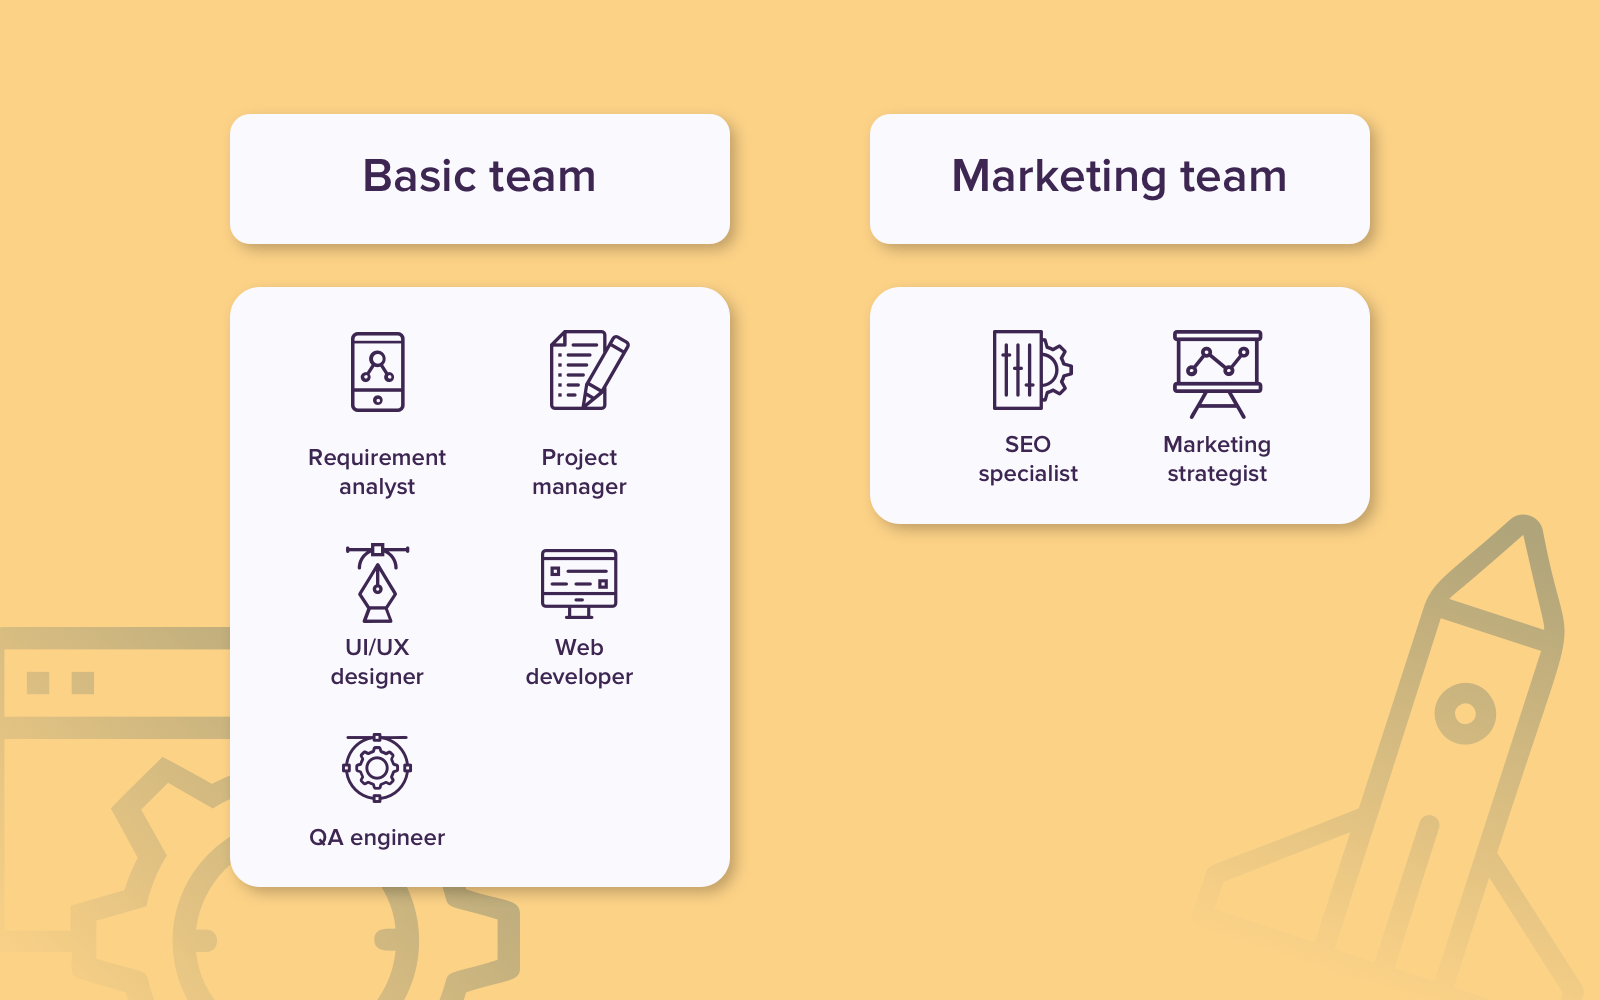 Basic team
Requirement
analyst
Project
manager
UI/UX
designer
Web
developer
QA engineer
Marketing team
SEO
specialist
Marketing
strategist